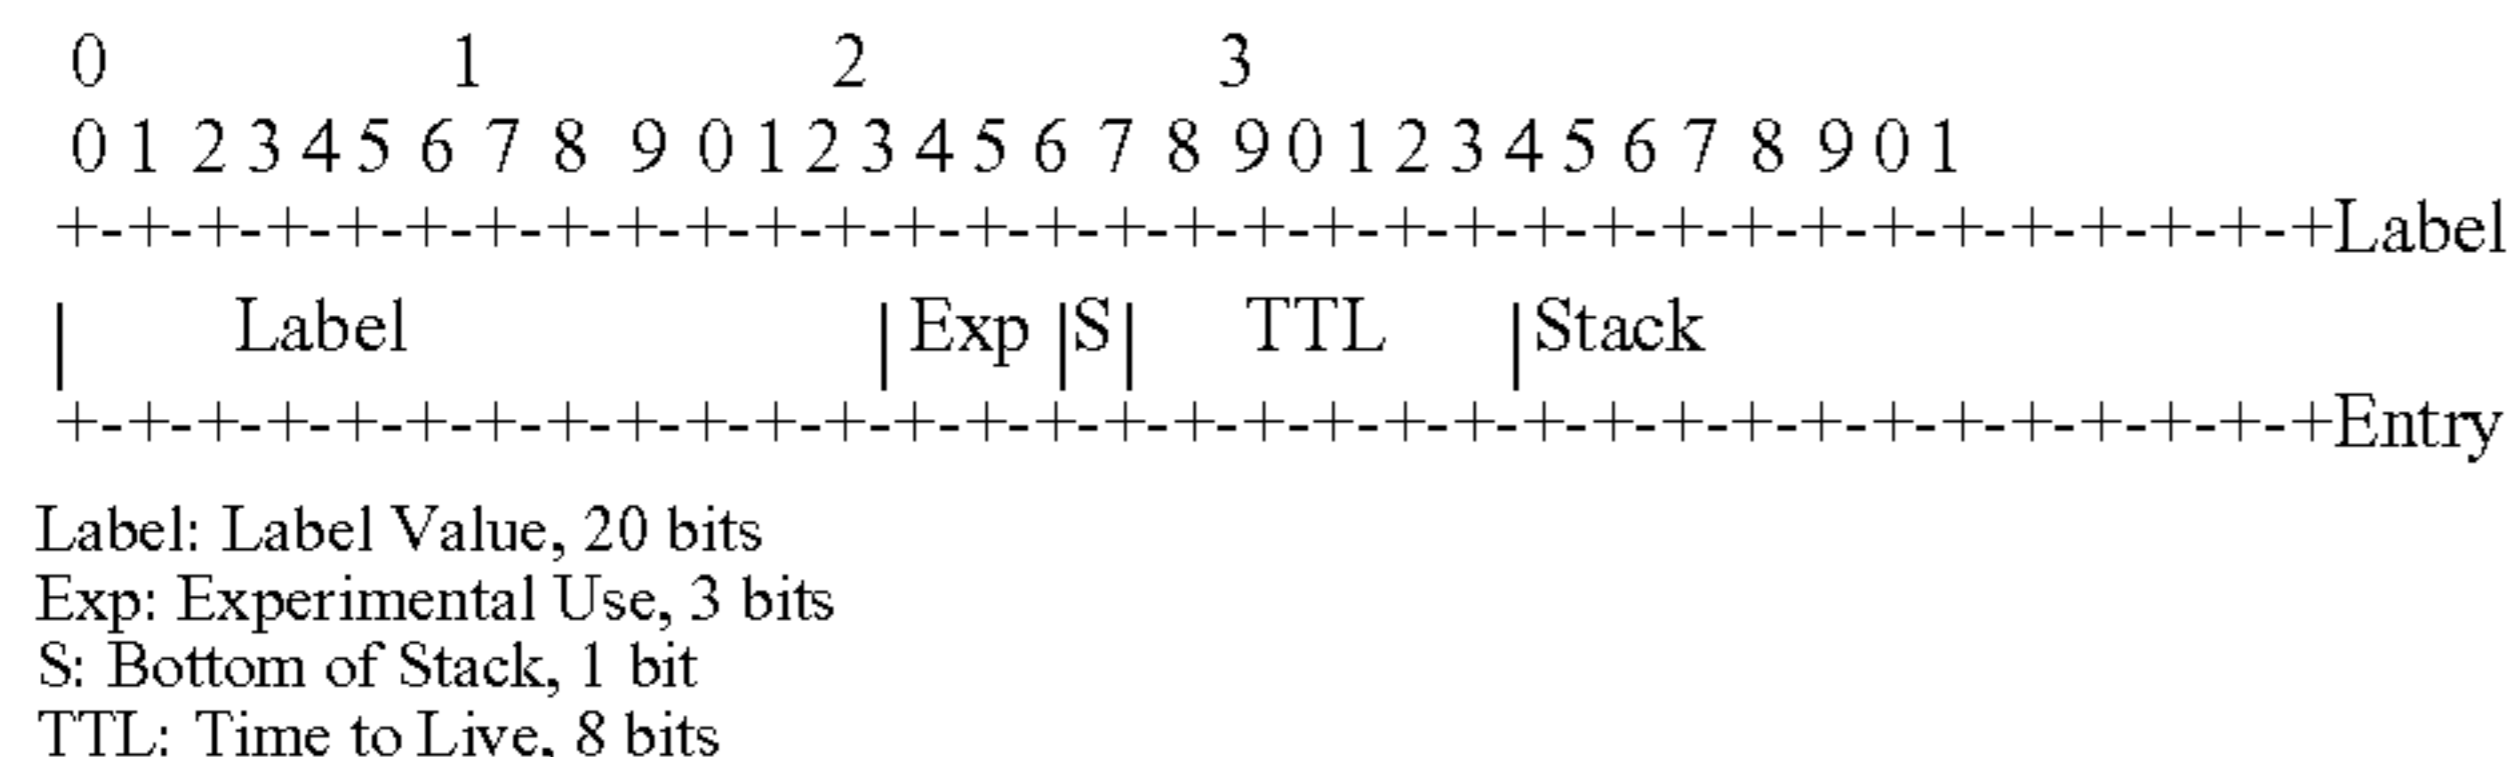 0 1 2 3
0 1 2 3 4 5 6 7 8 9 0 1 2 3 4 5 6 7 8 9 0 1 2 3 4 5 6 7 8 9 0 1
+-+-+-+-+-+-+-+-+-+-+-+-+-+-+-+-+-+-+-+-+-+-+-+-+-+-+-+-+-+-+-+-+Label
| Label | Exp |S| TTL |Stack
+-+-+-+-+-+-+-+-+-+-+-+-+-+-+-+-+-+-+-+-+-+-+-+-+-+-+-+-+-+-+-+-+Entry
Label: Label Value, 20 bits
Exp: Experimental Use, 3 bits
S: Bottom of Stack, 1 bit
TTL: Time to Live, 8 bits